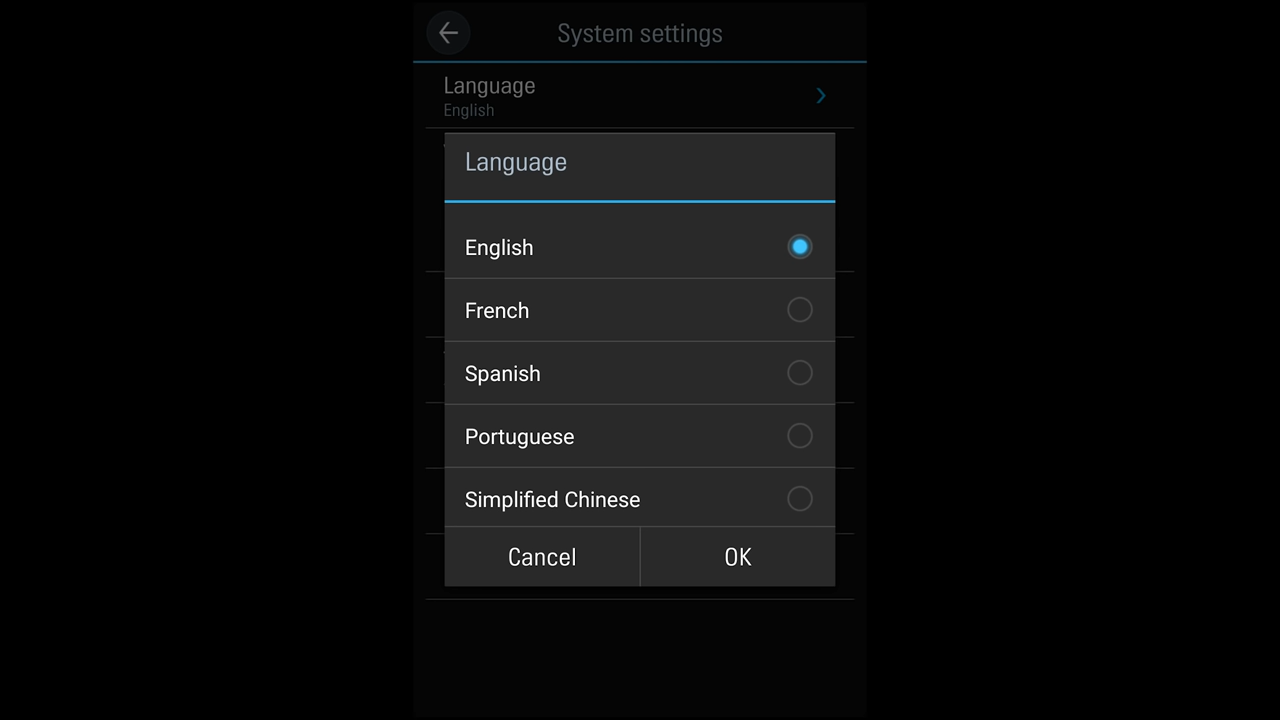 System settings
Language
English
Language
English
French
Spanish
Portuguese
Simplified Chinese
Cancel
OK